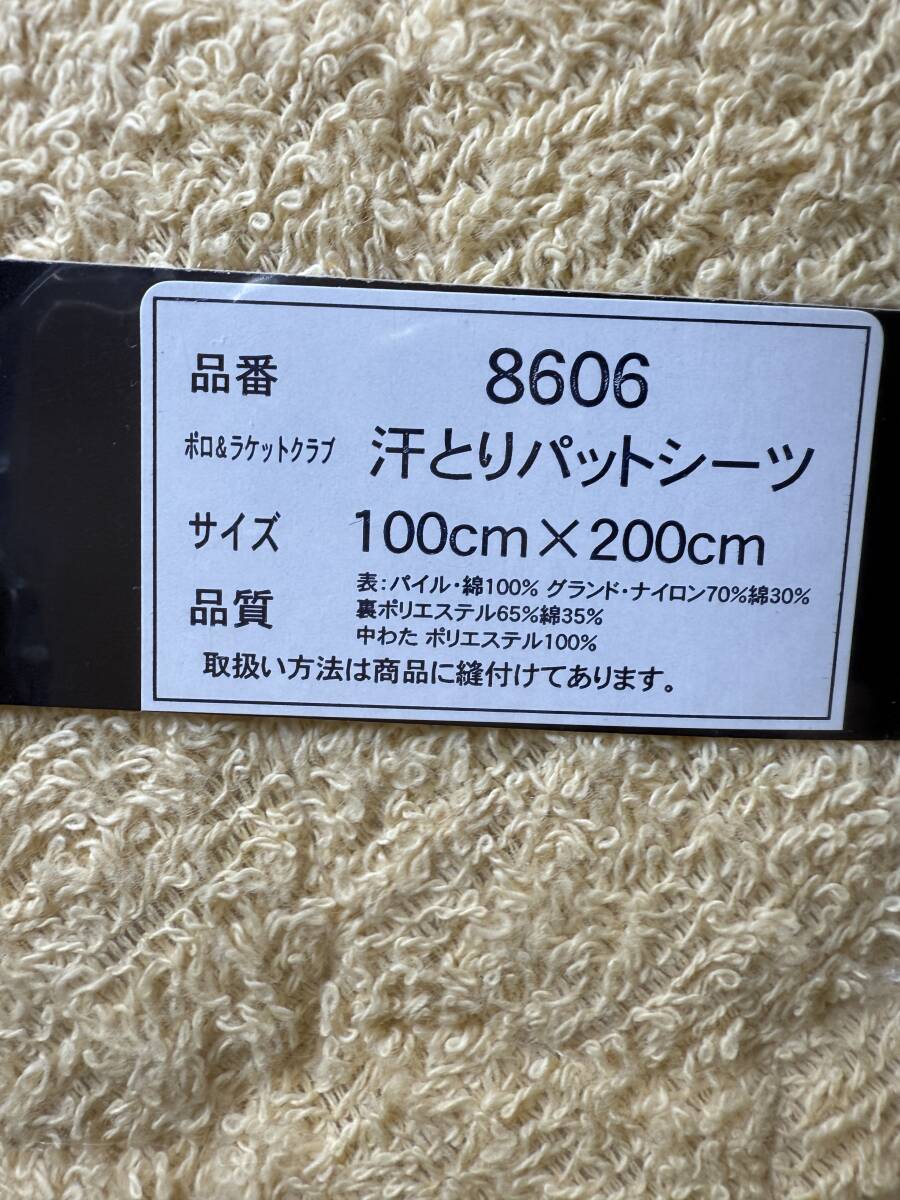 品番 8606
ポロ&ラケットクラブ 汗とりパットシーツ
サイズ 100cm×200cm
品質 表:パイル・綿100% グランド・ナイロン70%綿30%
裏ポリエステル65%綿35%
中わた ポリエステル100%
取扱い方法は商品に縫付けてあります。